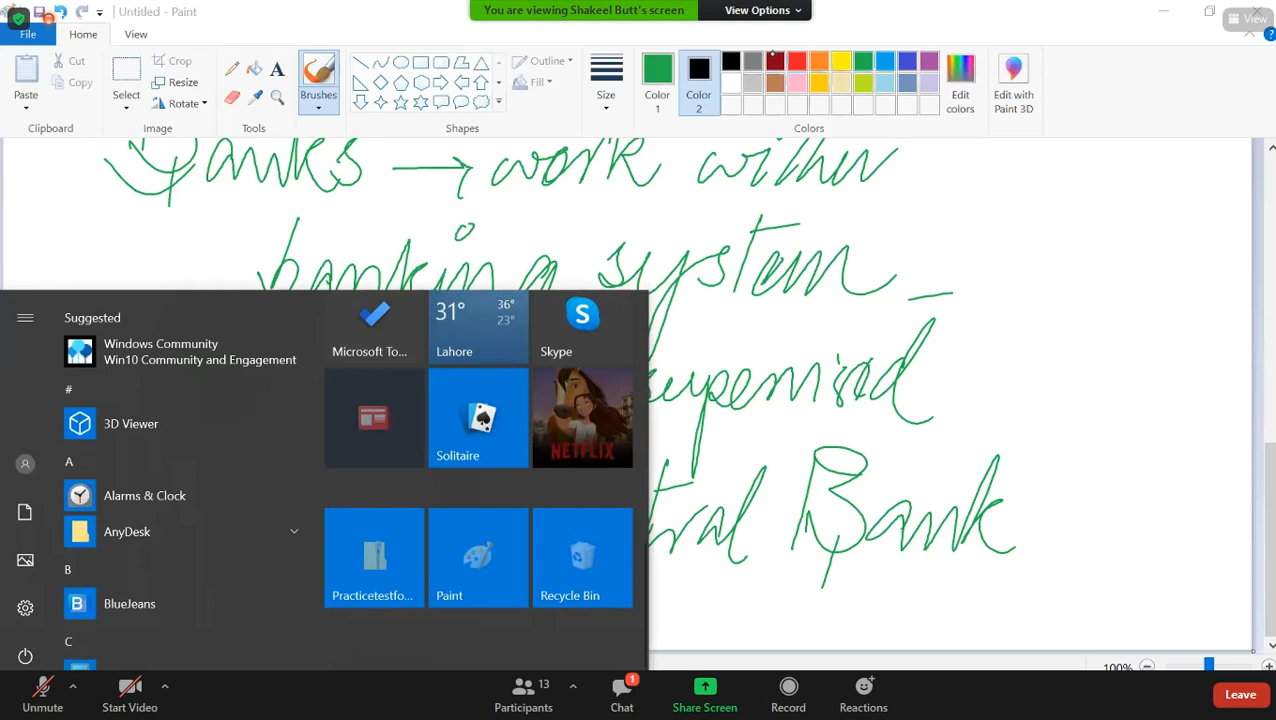 Untitled - Paint
You are viewing Shakeel Butt's screen
View Options
View
File
Home
View
Paste
Cut
Copy
Clipboard
Select
Crop
Resize
Rotate
Image
Tools
Brushes
Outline
Fill
Shapes
Size
Color 1
Color 2
Edit colors
Colors
Edit with Paint 3D
Banks → work within
banking system
supervised
Bank
Suggested
Windows Community
Win10 Community and Engagement
#
3D Viewer
A
Alarms & Clock
AnyDesk
B
BlueJeans
C
Microsoft To...
31° 36° 23°
Lahore
Skype
Solitaire
NETFLIX
Practicetestfo...
Paint
Recycle Bin
100%
Unmute
Start Video
13
Participants
1
Chat
Share Screen
Record
Reactions
Leave